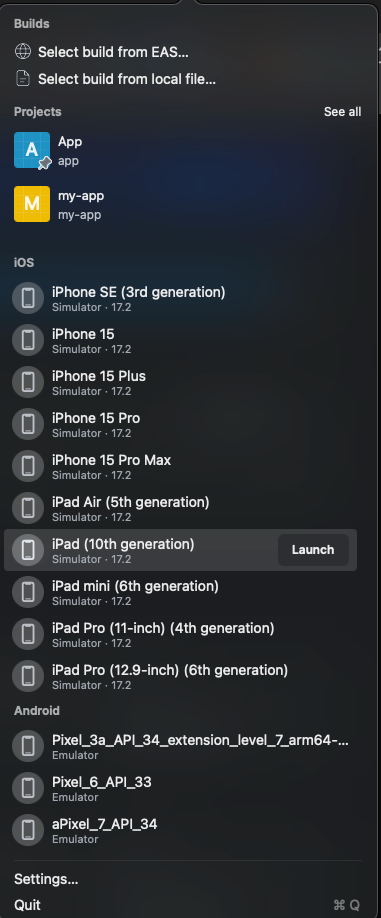 Builds
Select build from EAS...
Select build from local file...
Projects
See all
A
App
app
M
my-app
my-app
iOS
iPhone SE (3rd generation)
Simulator · 17.2
iPhone 15
Simulator · 17.2
iPhone 15 Plus
Simulator · 17.2
iPhone 15 Pro
Simulator · 17.2
iPhone 15 Pro Max
Simulator · 17.2
iPad Air (5th generation)
Simulator · 17.2
iPad (10th generation)
Simulator · 17.2
Launch
iPad mini (6th generation)
Simulator · 17.2
iPad Pro (11-inch) (4th generation)
Simulator · 17.2
iPad Pro (12.9-inch) (6th generation)
Simulator · 17.2
Android
Pixel_3a_API_34_extension_level_7_arm64-...
Emulator
Pixel_6_API_33
Emulator
aPixel_7_API_34
Emulator
Settings...
Quit ⌘ Q